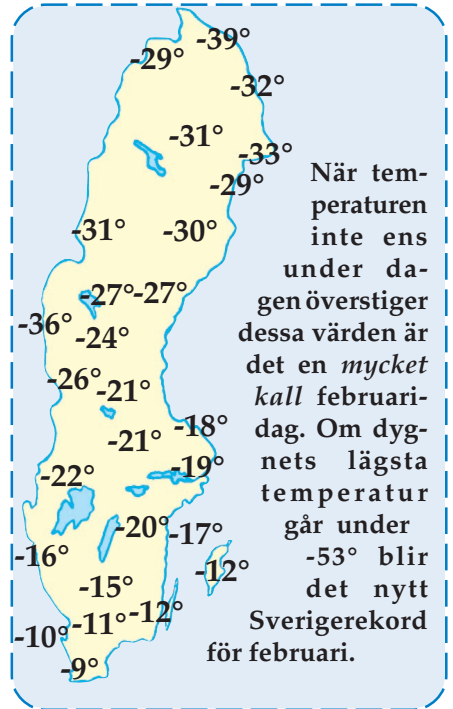 -39°
-29°
-32°
-31°
-33°
-29°
-31°
-30°
-27° -27°
-36°
-24°
-26°
-21°
-18°
-21°
-19°
-22°
-20°
-17°
-16°
-12°
-15°
-12°
-11°
-10°
-9°
När tem-
peraturen
inte ens
under da-
gen överstiger
dessa värden är
det en mycket
kall februari-
dag. Om dyg-
nets lägsta
temperatur
går under
-53° blir
det nytt
Sverigerekord
för februari.